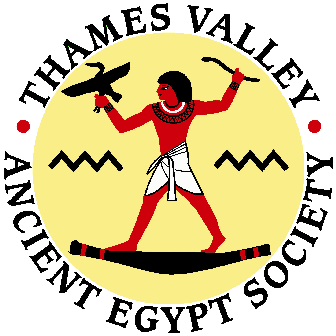 THAMES VALLEY
ANCIENT EGYPT SOCIETY